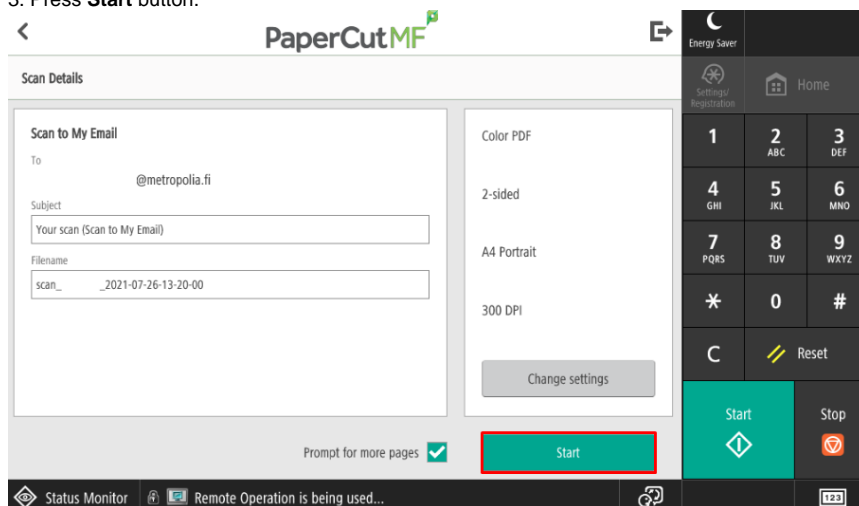 3. Press Start button.
PaperCut MF
Scan Details
Scan to My Email
To
@metropolia.fi
Subject
Your scan (Scan to My Email)
Filename
scan_ _2021-07-26-13-20-00
Color PDF
2-sided
A4 Portrait
300 DPI
Change settings
Prompt for more pages
Start
Status Monitor
Remote Operation is being used...
Energy Saver
Settings/
Registration
Home
1
2
ABC
3
DEF
4
GHI
5
JKL
6
MNO
7
PQRS
8
TUV
9
WXYZ
*
0
#
C
Reset
Start
Stop
123